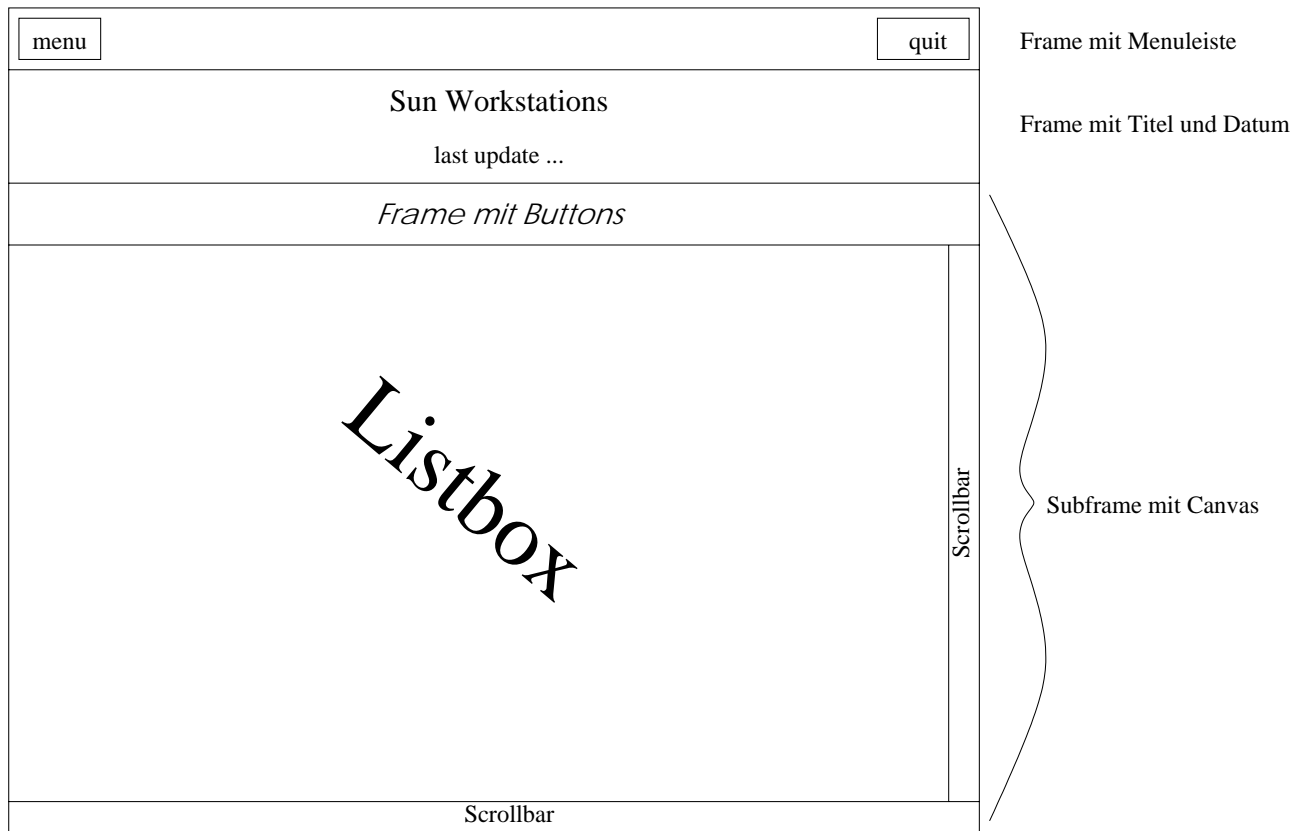 menu
quit
Frame mit Menuleiste
Sun Workstations
Frame mit Titel und Datum
last update ...
Frame mit Buttons
Listbox
Scrollbar
Subframe mit Canvas
Scrollbar